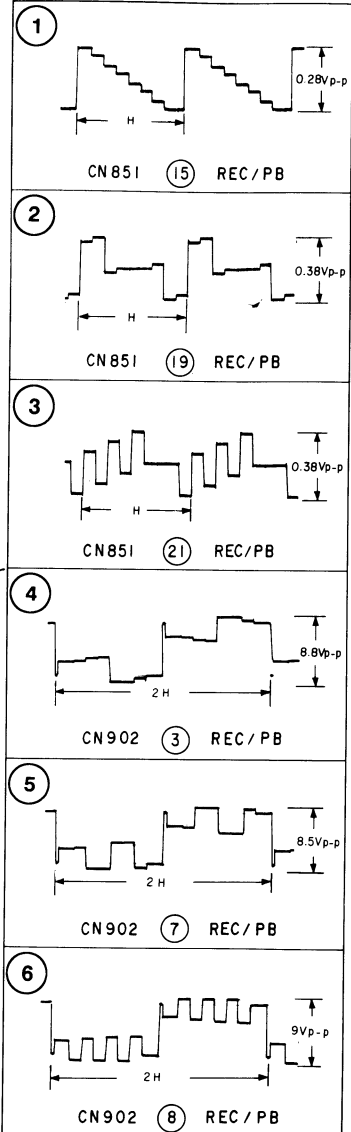 1
0.28Vp-p
H
CN851 15 REC/PB
2
0.38Vp-p
H
CN851 19 REC/PB
3
0.38Vp-p
H
CN851 21 REC/PB
4
8.8Vp-p
2H
CN902 3 REC/PB
5
8.5Vp-p
2H
CN902 7 REC/PB
6
9Vp-p
2H
CN902 8 REC/PB